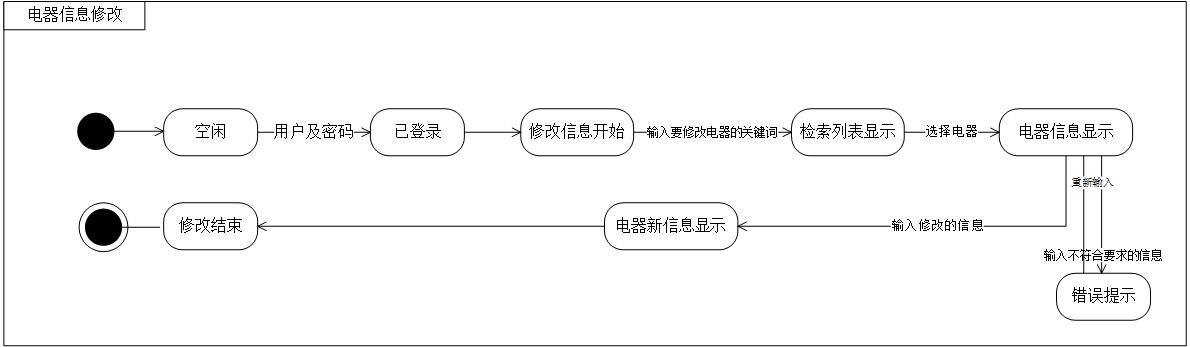 电器信息修改
空闲
用户及密码
已登录
修改信息开始
输入要修改电器的关键词
检索列表显示
选择电器
电器信息显示
重新输入
修改结束
电器新信息显示
输入修改的信息
输入不符合要求的信息
错误提示